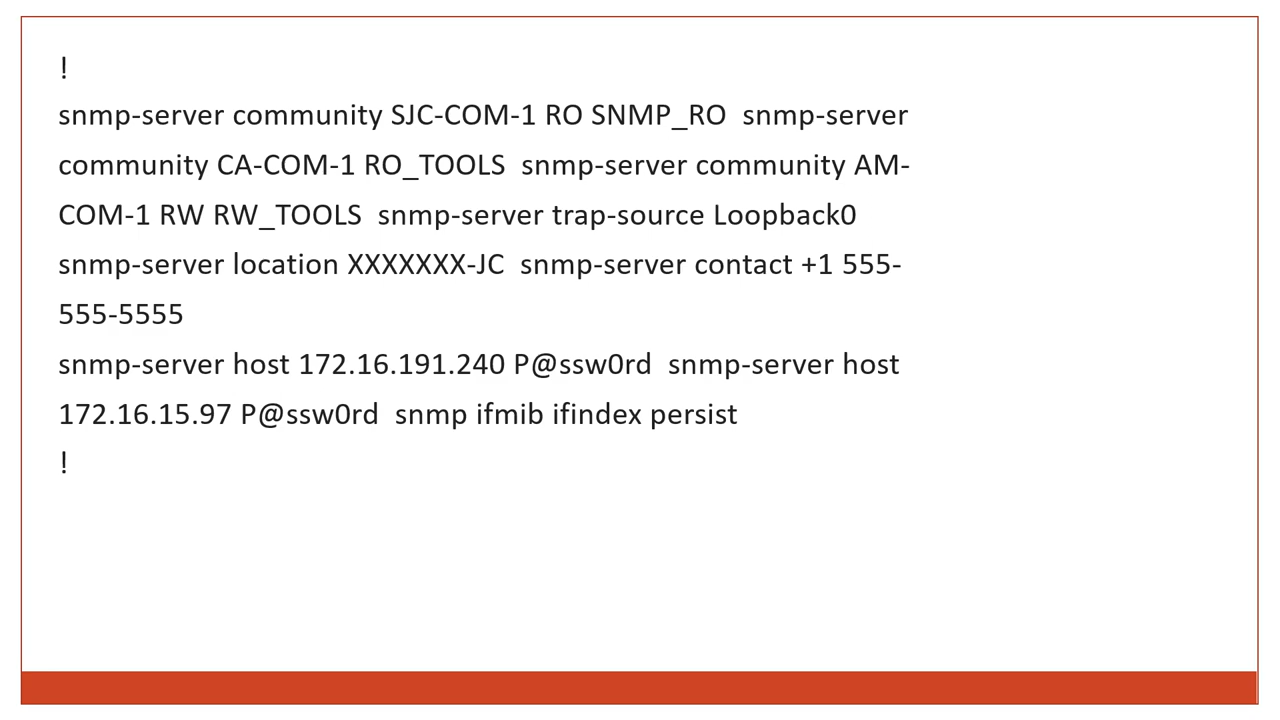 !
snmp-server community SJC-COM-1 RO SNMP_RO  snmp-server
community CA-COM-1 RO_TOOLS  snmp-server community AM-
COM-1 RW RW_TOOLS  snmp-server trap-source Loopback0
snmp-server location XXXXXXX-JC  snmp-server contact +1 555-
555-5555
snmp-server host 172.16.191.240 P@ssw0rd  snmp-server host
172.16.15.97 P@ssw0rd  snmp ifmib ifindex persist
!